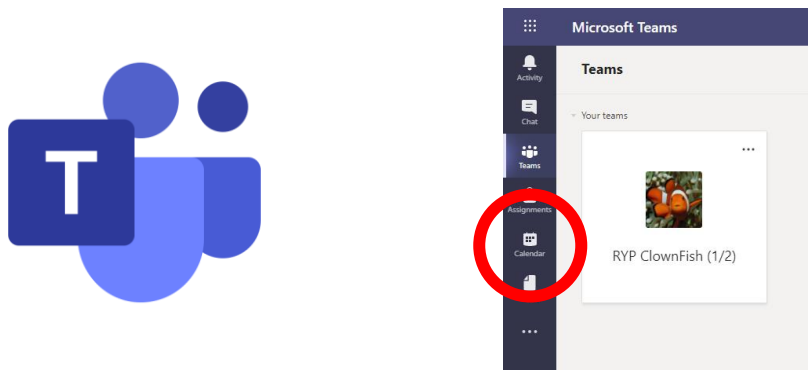 T
Microsoft Teams
Activity
Teams
Chat
Your teams
Teams
Assignments
Calendar
RYP ClownFish (1/2)